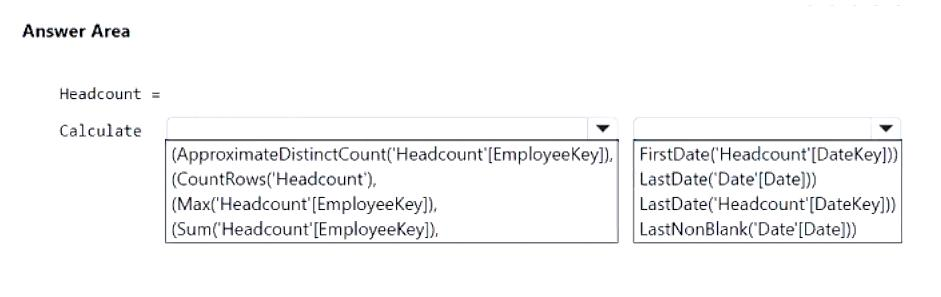 Answer Area
Headcount =
Calculate
(ApproximateDistinctCount('Headcount'[EmployeeKey]),
(CountRows('Headcount'),
(Max('Headcount'[EmployeeKey]),
(Sum('Headcount'[EmployeeKey]),
FirstDate('Headcount'[DateKey]))
LastDate('Date'[Date]))
LastDate('Headcount'[DateKey]))
LastNonBlank('Date'[Date]))